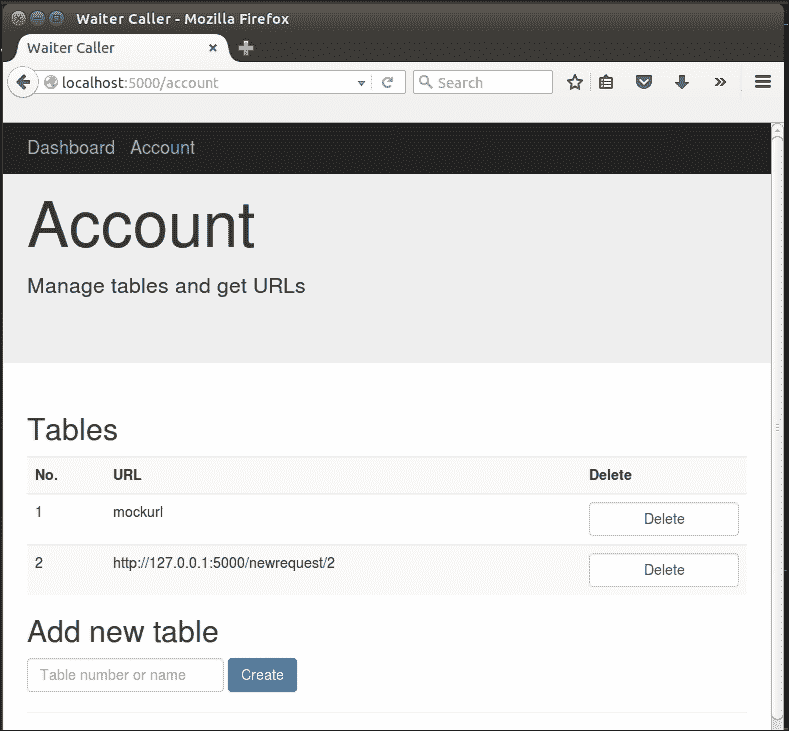 Waiter Caller - Mozilla Firefox
Waiter Caller
localhost:5000/account
Search
Dashboard Account
Account
Manage tables and get URLs
Tables
No. URL Delete
1 mockurl Delete
2 http://127.0.0.1:5000/newrequest/2 Delete
Add new table
Table number or name Create